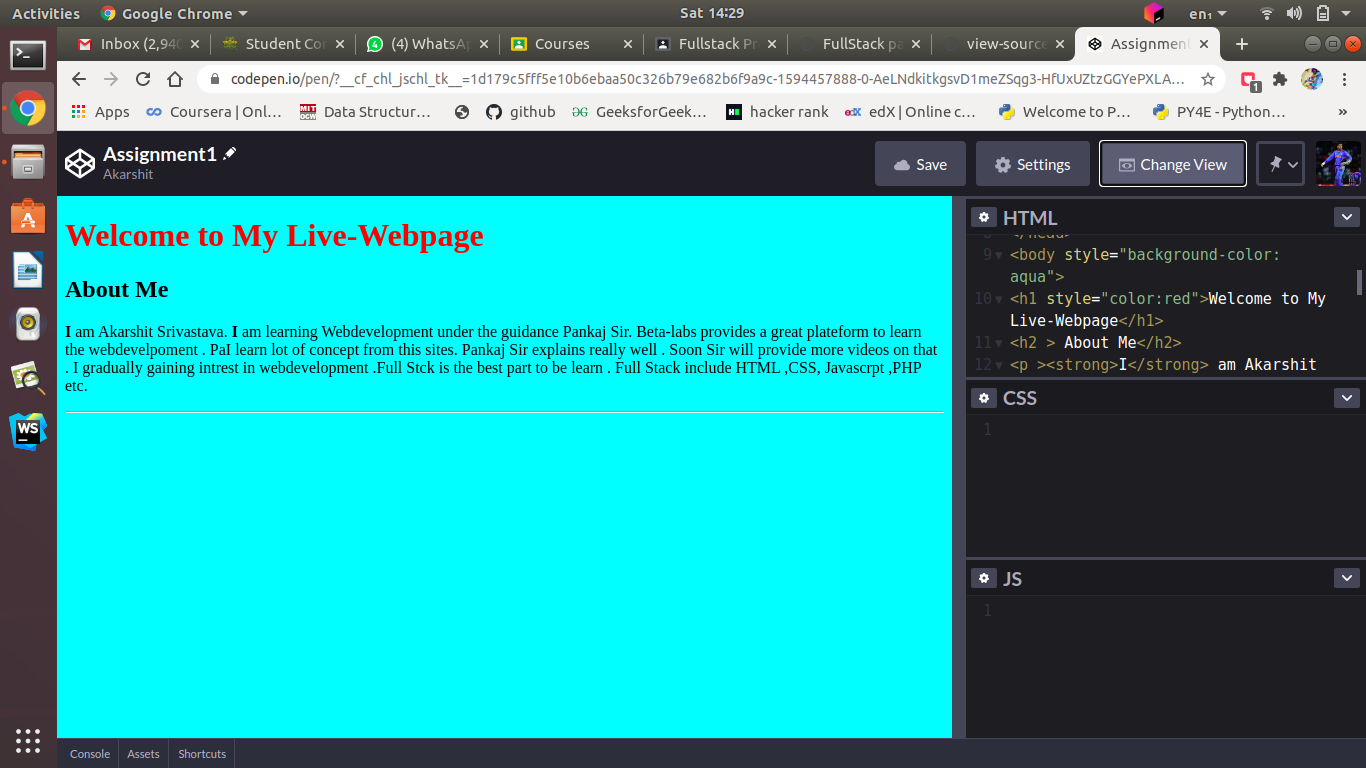 Activities Google Chrome Sat 14:29 en₁
Inbox (2,940 Student Co (4) WhatsAp Courses Fullstack Pr FullStack pa view-source Assignment
codepen.io/pen/?__cf_chl_jschl_tk__=1d179c5fff5e10b6ebaa50c326b79e682b6f9a9c-1594457888-0-AeLNdkitkgsvD1meZSqg3-HfUxUZtzGGYePXLA… 1
Apps Coursera | Onl… Data Structur… github GeeksforGeek… hacker rank edX | Online c… Welcome to P… PY4E - Python… »
Assignment1
Akarshit
Save Settings Change View
Welcome to My Live-Webpage
About Me
I am Akarshit Srivastava. I am learning Webdevelopment under the guidance Pankaj Sir. Beta-labs provides a great plateform to learn
the webdevelpoment . PaI learn lot of concept from this sites. Pankaj Sir explains really well . Soon Sir will provide more videos on that
. I gradually gaining intrest in webdevelopment .Full Stck is the best part to be learn . Full Stack include HTML ,CSS, Javascrpt ,PHP
etc.
HTML
8 </head>
9 <body style="background-color:
aqua">
10 <h1 style="color:red">Welcome to My
Live-Webpage</h1>
11 <h2 > About Me</h2>
12 <p ><strong>I</strong> am Akarshit
CSS
1
JS
1
Console Assets Shortcuts